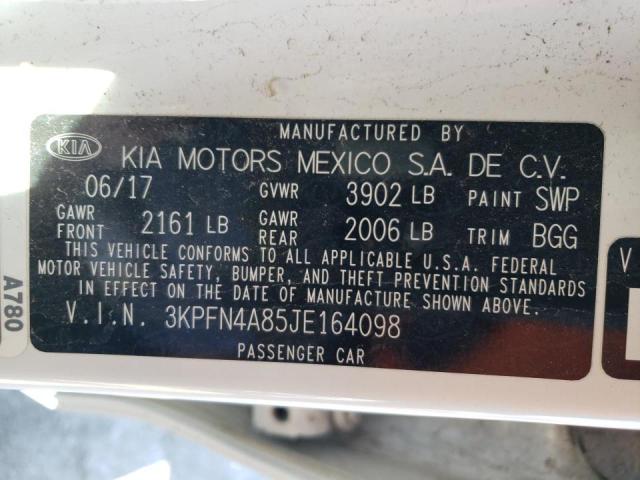 MANUFACTURED BY
KIA KIA MOTORS MEXICO S.A. DE C.V.
06/17 GVWR 3902 LB PAINT SWP
GAWR FRONT 2161 LB GAWR REAR 2006 LB TRIM BGG
THIS VEHICLE CONFORMS TO ALL APPLICABLE U.S.A. FEDERAL
MOTOR VEHICLE SAFETY, BUMPER, AND THEFT PREVENTION STANDARDS
IN EFFECT ON THE DATE OF MANUFACTURE SHOWN ABOVE.
V.I.N. 3KPFN4A85JE164098
PASSENGER CAR
A780
V